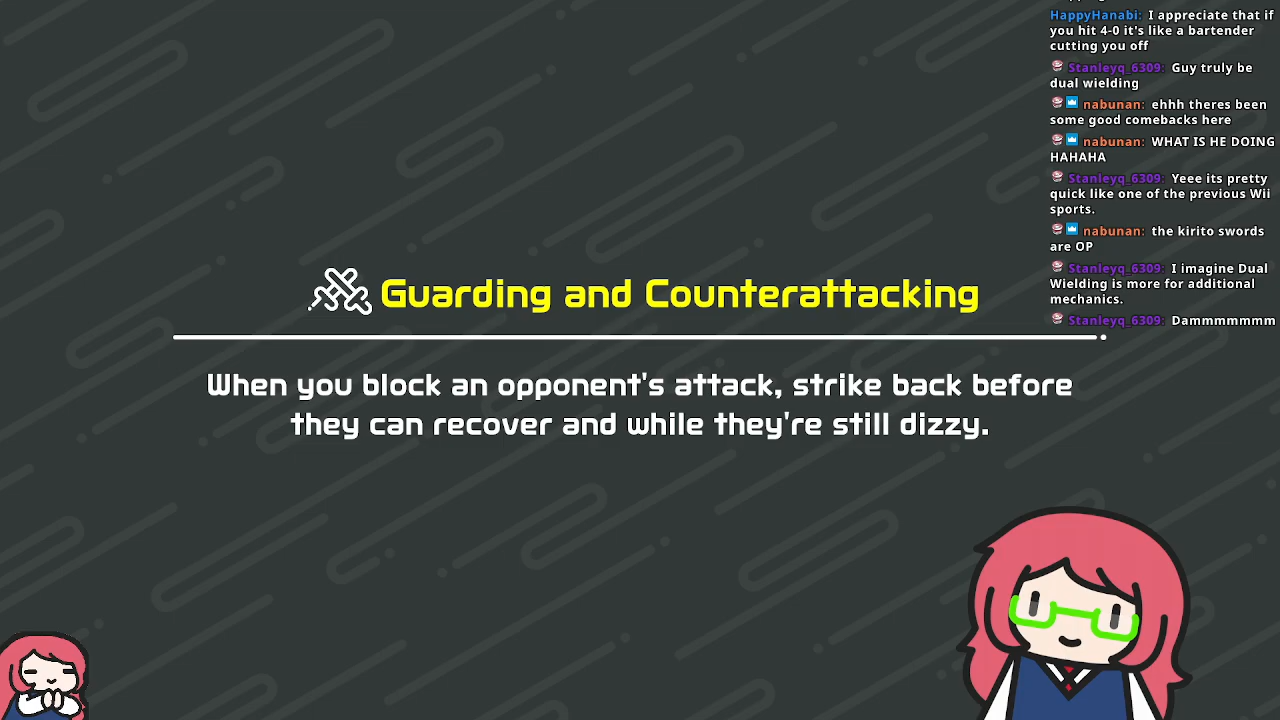 HappyHanabi: I appreciate that if
you hit 4-0 it's like a bartender
cutting you off
Stanleyq_6309: Guy truly be
dual wielding
nabunan: ehhh theres been
some good comebacks here
nabunan: WHAT IS HE DOING
HAHAHA
Stanleyq_6309: Yeee its pretty
quick like one of the previous Wii
sports.
nabunan: the kirito swords
are OP
Stanleyq_6309: I imagine Dual
Wielding is more for additional
mechanics.
Stanleyq_6309: Dammmmmmm
Guarding and Counterattacking
When you block an opponent's attack, strike back before
they can recover and while they're still dizzy.